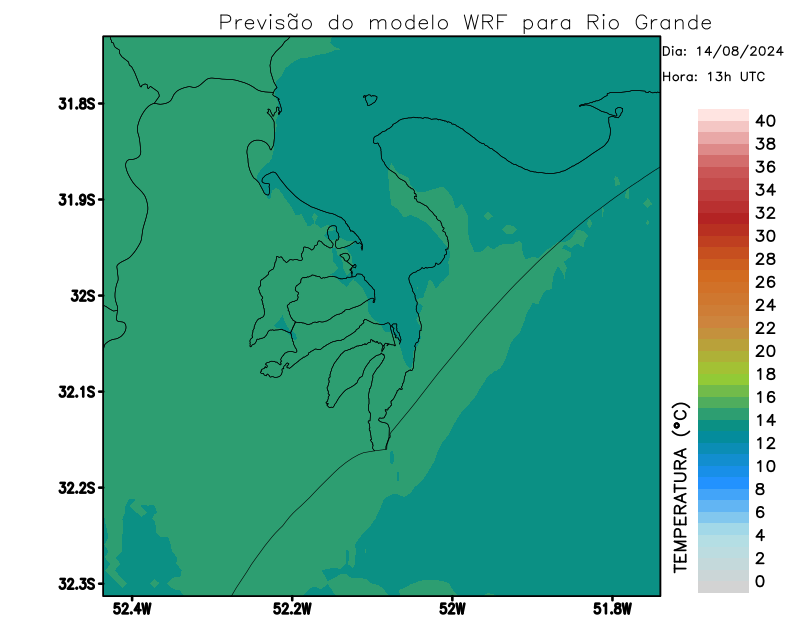 Previsão do modelo WRF para Rio Grande
Dia: 14/08/2024
Hora: 13h UTC
31.8S
31.9S
32S
32.1S
32.2S
32.3S
52.4W
52.2W
52W
51.8W
TEMPERATURA (°C)
40
38
36
34
32
30
28
26
24
22
20
18
16
14
12
10
8
6
4
2
0